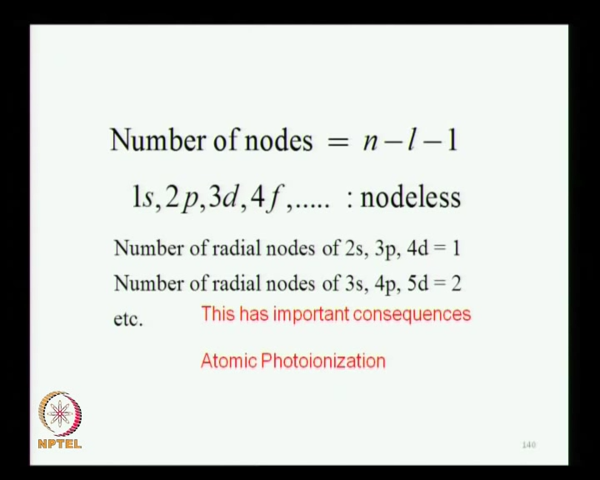 Number of nodes = n − l − 1
1s, 2p, 3d, 4f, ..... : nodeless
Number of radial nodes of 2s, 3p, 4d = 1
Number of radial nodes of 3s, 4p, 5d = 2
etc. This has important consequences
Atomic Photoionization
NPTEL
140